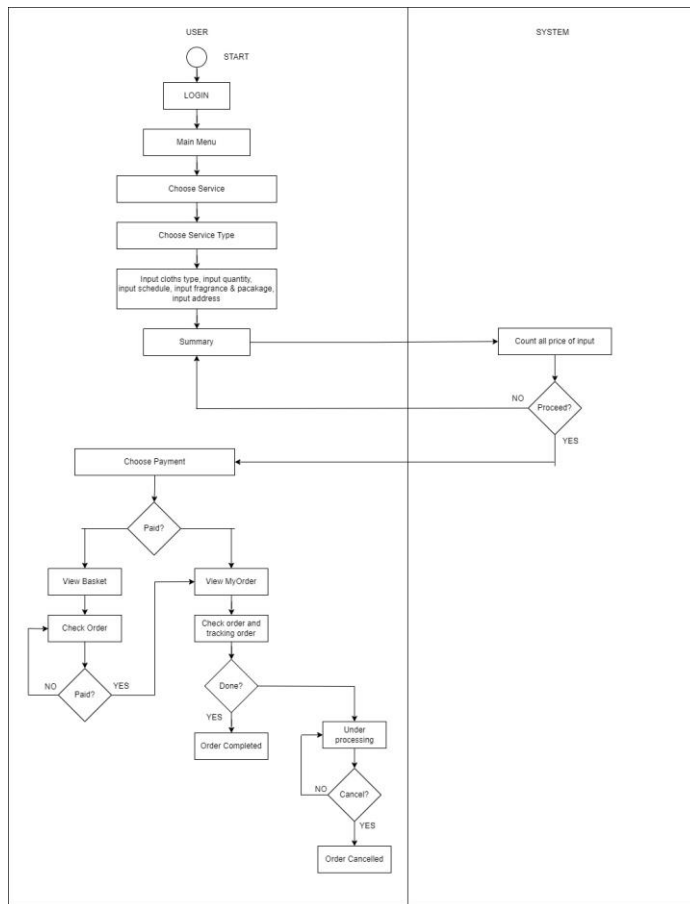 USER
SYSTEM
START
LOGIN
Main Menu
Choose Service
Choose Service Type
Input cloths type, input quantity,
input schedule, input fragrance & pacakage,
input address
Summary
Count all price of input
NO
Proceed?
YES
Choose Payment
Paid?
View Basket
View MyOrder
Check Order
Check order and
tracking order
NO
Paid?
YES
Done?
YES
Order Completed
Under
processing
NO
Cancel?
YES
Order Cancelled